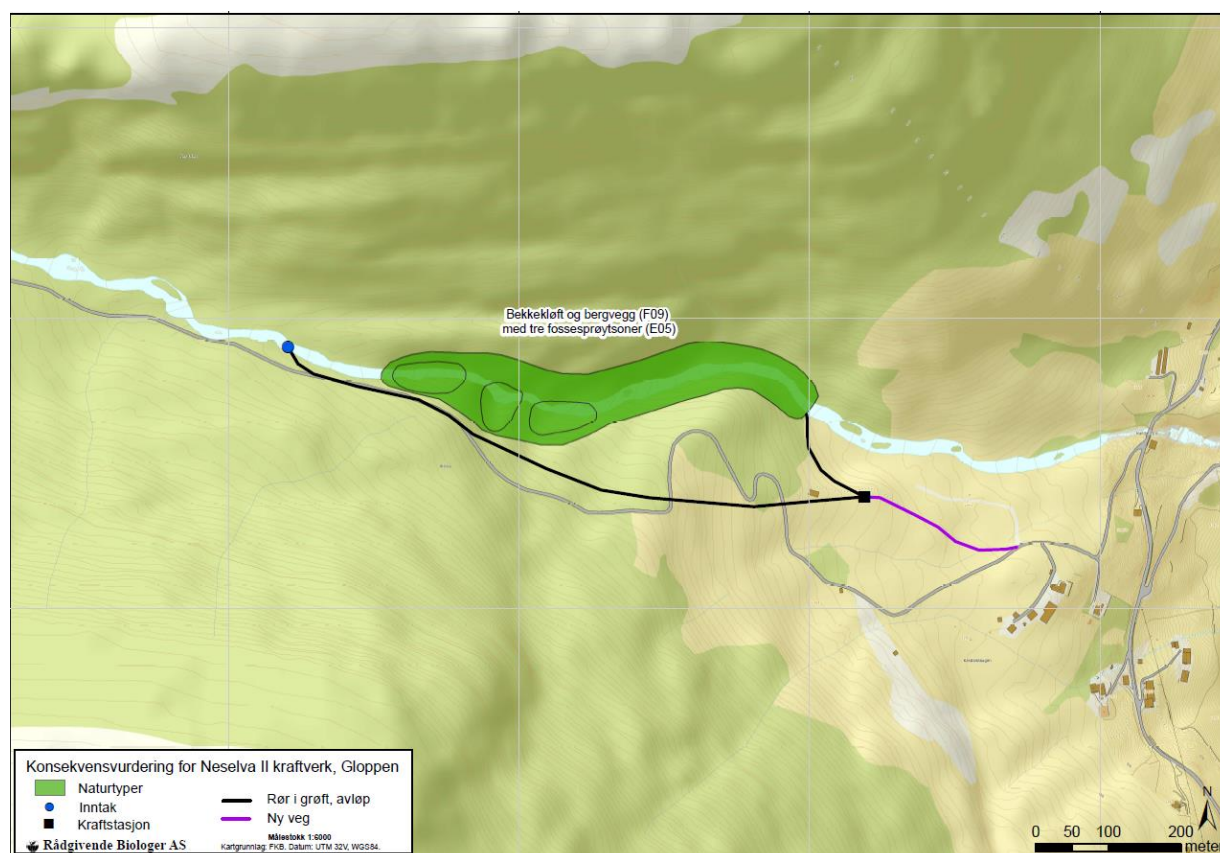 Bekkekløft og bergvegg (F09)
med tre fossesprøytsoner (E05)
Konsekvensvurdering for Neselva II kraftverk, Gloppen
Naturtyper
Inntak
Kraftstasjon
Rør i grøft, avløp
Ny veg
Målestokk 1:6000
Rådgivende Biologer AS
Kartgrunnlag: FKB. Datum: UTM 32V, WGS84.
N
0 50 100 200
meter